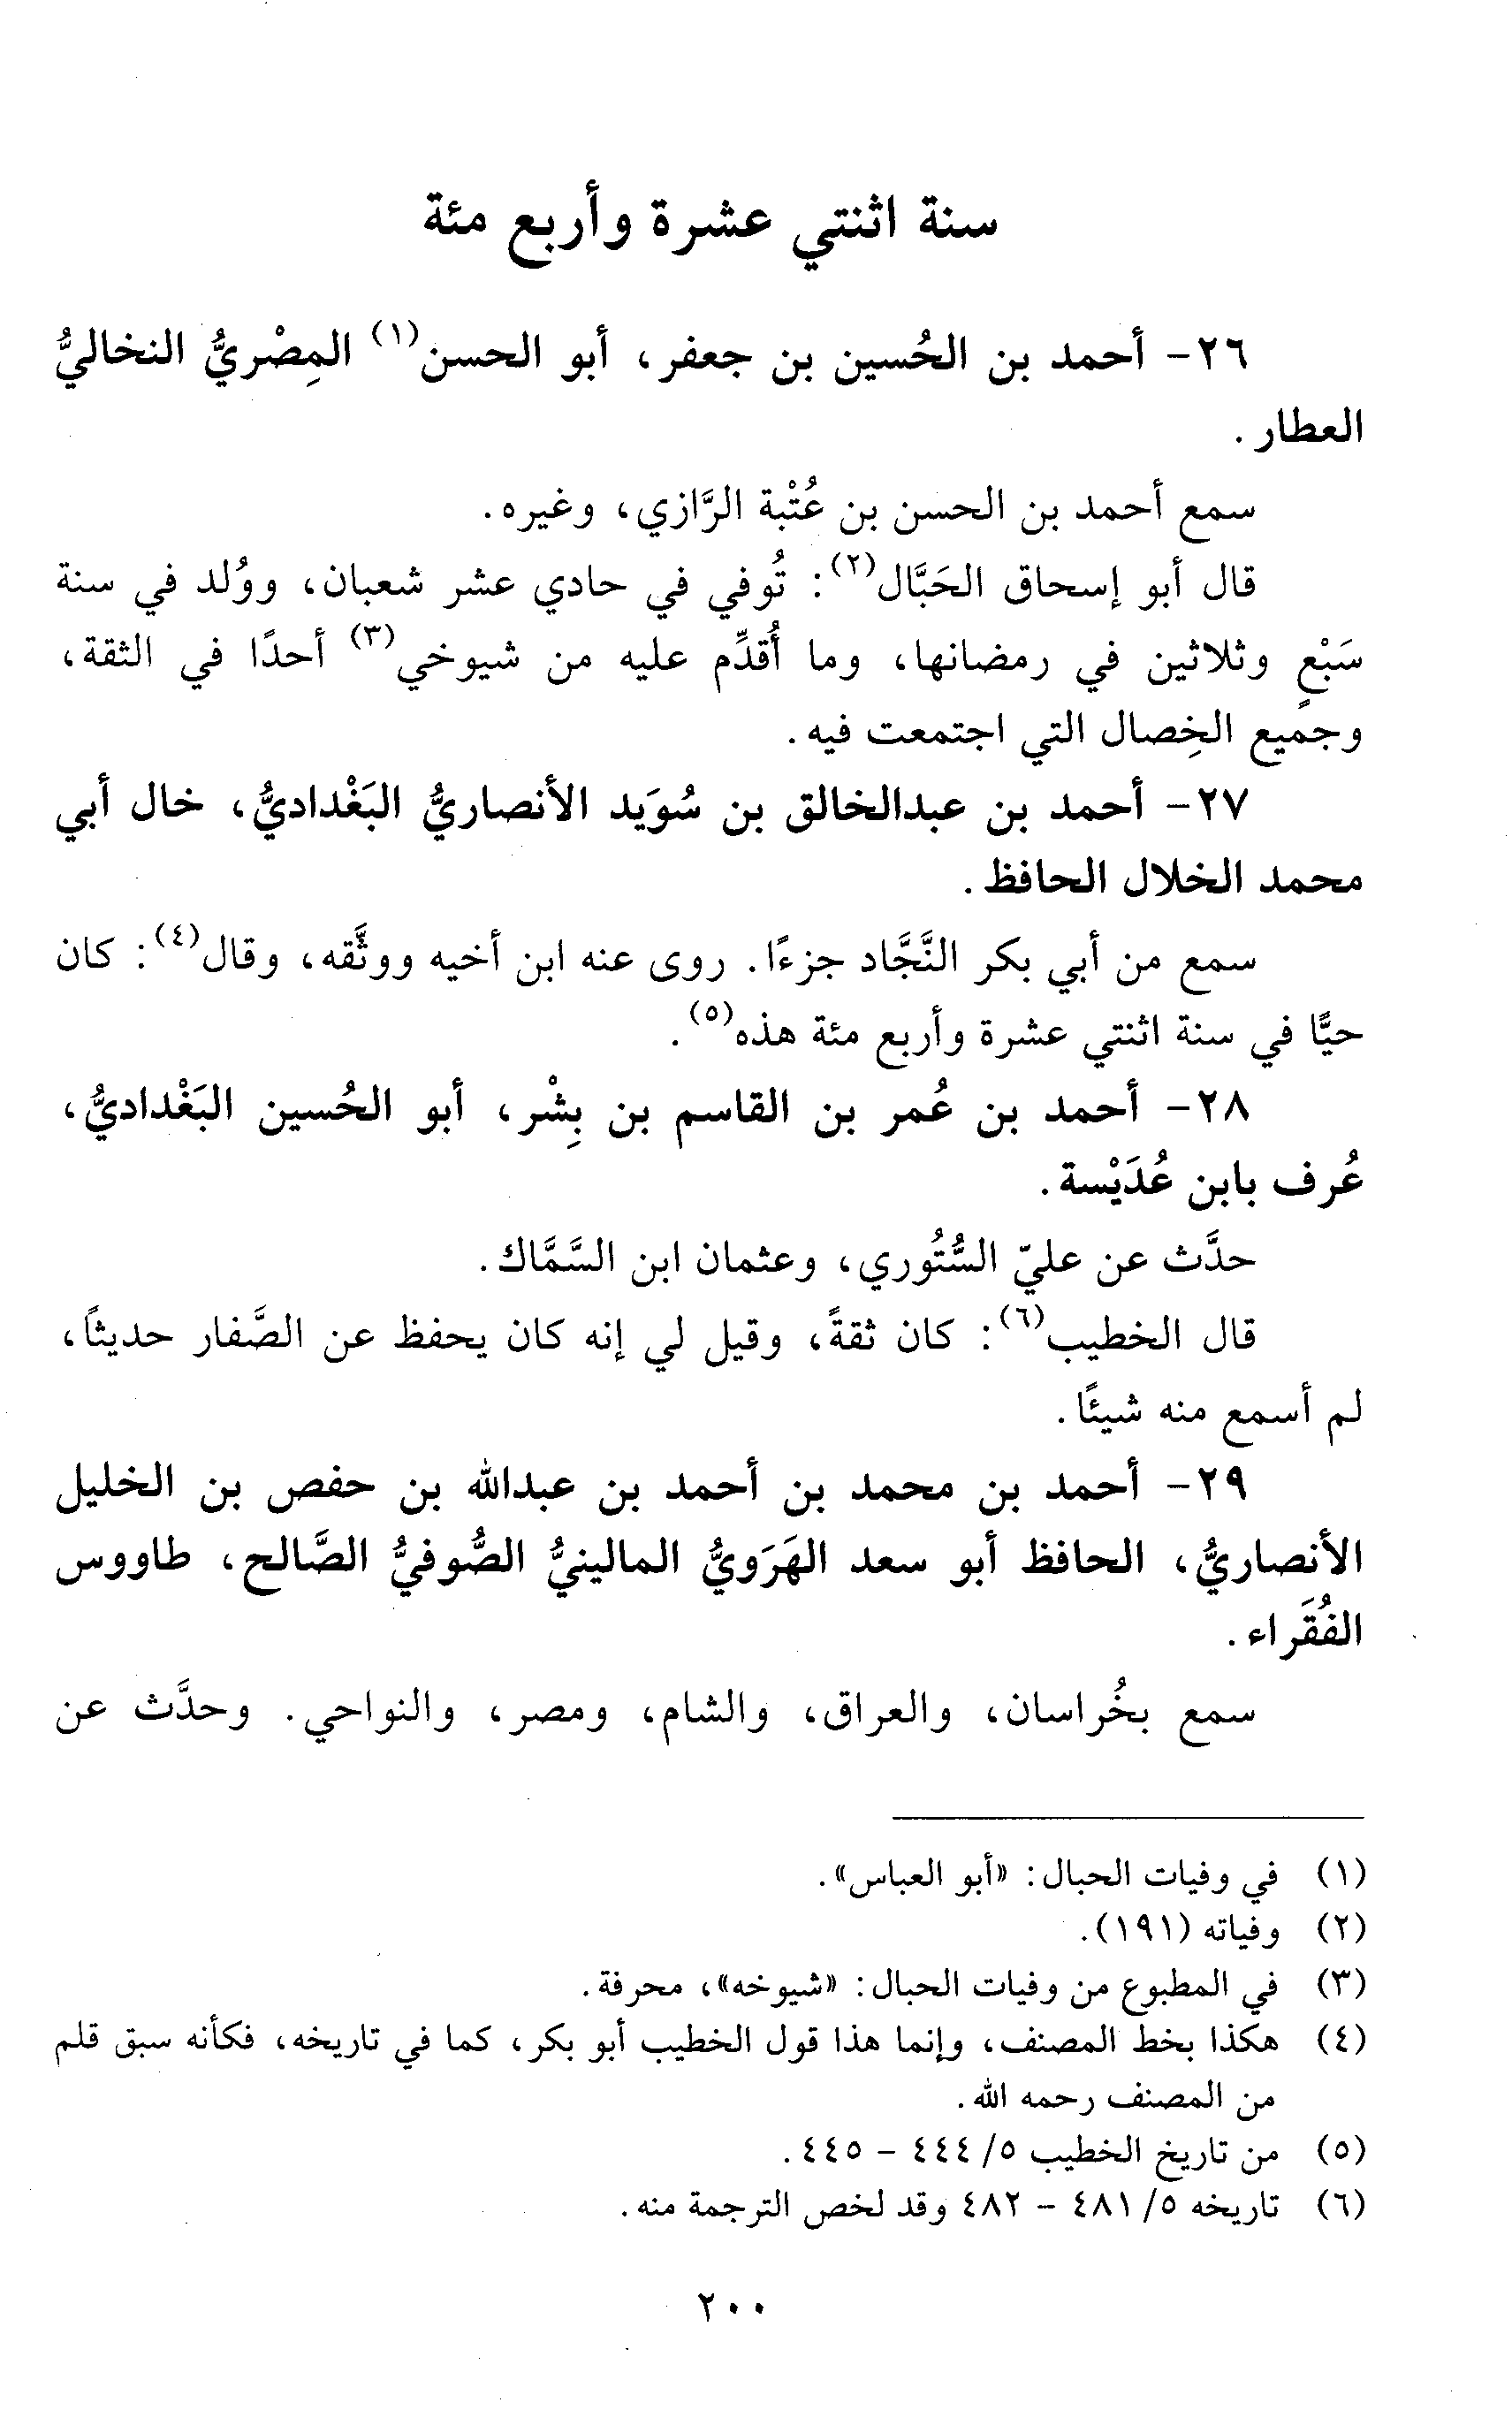 سنة اثنتي عشرة وأربع مئة
٢٦- أحمد بن الحُسين بن جعفر، أبو الحسن(١) المِصْريُّ النخاليُّ
العطار.
سمع أحمد بن الحسن بن عُتْبة الرَّازي، وغيره.
قال أبو إسحاق الحَبَّال(٢): تُوفي في حادي عشر شعبان، ووُلد في سنة
سَبْعٍ وثلاثين في رمضانها، وما أُقدِّم عليه من شيوخي(٣) أحدًا في الثقة،
وجميع الخِصال التي اجتمعت فيه.
٢٧- أحمد بن عبدالخالق بن سُوَيد الأنصاريُّ البَغْداديُّ، خال أبي
محمد الخلال الحافظ.
سمع من أبي بكر النَّجَّاد جزءًا. روى عنه ابن أخيه ووثَّقه، وقال(٤): كان
حيًّا في سنة اثنتي عشرة وأربع مئة هذه(٥).
٢٨- أحمد بن عُمر بن القاسم بن بِشْر، أبو الحُسين البَغْداديُّ،
عُرف بابن عُدَيْسة.
حدَّث عن عليّ السُّتُوري، وعثمان ابن السَّمَّاك.
قال الخطيب(٦): كان ثقةً، وقيل لي إنه كان يحفظ عن الصَّفار حديثًا،
لم أسمع منه شيئًا.
٢٩- أحمد بن محمد بن أحمد بن عبدالله بن حفص بن الخليل
الأنصاريُّ، الحافظ أبو سعد الهَرَويُّ المالينيُّ الصُّوفيُّ الصَّالح، طاووس
الفُقَراء.
سمع بخُراسان، والعراق، والشام، ومصر، والنواحي. وحدَّث عن
(١) في وفيات الحبال: «أبو العباس».
(٢) وفياته (١٩١).
(٣) في المطبوع من وفيات الحبال: «شيوخه»، محرفة.
(٤) هكذا بخط المصنف، وإنما هذا قول الخطيب أبو بكر، كما في تاريخه، فكأنه سبق قلم
من المصنف رحمه الله.
(٥) من تاريخ الخطيب ٥/ ٤٤٤ - ٤٤٥.
(٦) تاريخه ٥/ ٤٨١ - ٤٨٢ وقد لخص الترجمة منه.
٢٠٠